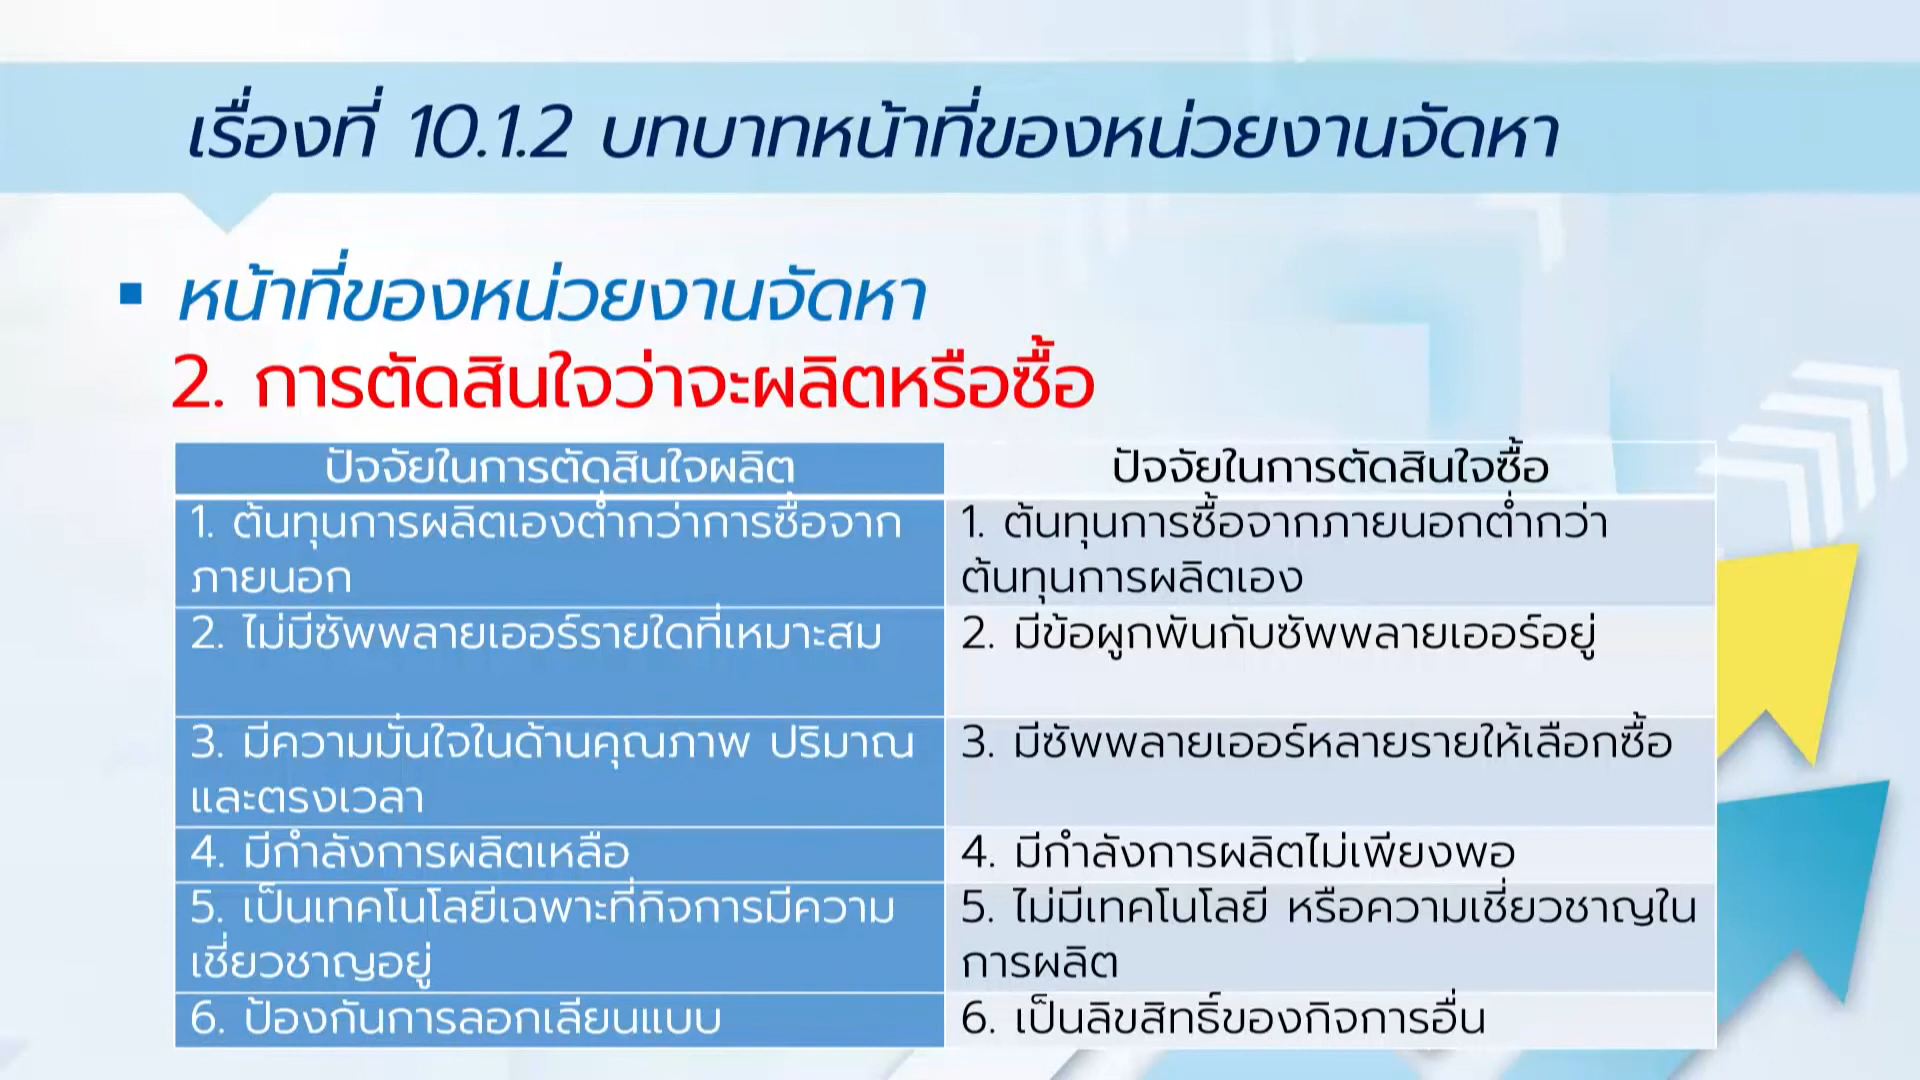 เรื่องที่ 10.1.2 บทบาทหน้าที่ของหน่วยงานจัดหา
▪ หน้าที่ของหน่วยงานจัดหา
2. การตัดสินใจว่าจะผลิตหรือซื้อ
ปัจจัยในการตัดสินใจผลิต
ปัจจัยในการตัดสินใจซื้อ
1. ต้นทุนการผลิตเองต่ำกว่าการซื้อจาก
ภายนอก
1. ต้นทุนการซื้อจากภายนอกต่ำกว่า
ต้นทุนการผลิตเอง
2. ไม่มีซัพพลายเออร์รายใดที่เหมาะสม
2. มีข้อผูกพันกับซัพพลายเออร์อยู่
3. มีความมั่นใจในด้านคุณภาพ ปริมาณ
และตรงเวลา
3. มีซัพพลายเออร์หลายรายให้เลือกซื้อ
4. มีกำลังการผลิตเหลือ
4. มีกำลังการผลิตไม่เพียงพอ
5. เป็นเทคโนโลยีเฉพาะที่กิจการมีความ
เชี่ยวชาญอยู่
5. ไม่มีเทคโนโลยี หรือความเชี่ยวชาญใน
การผลิต
6. ป้องกันการลอกเลียนแบบ
6. เป็นลิขสิทธิ์ของกิจการอื่น